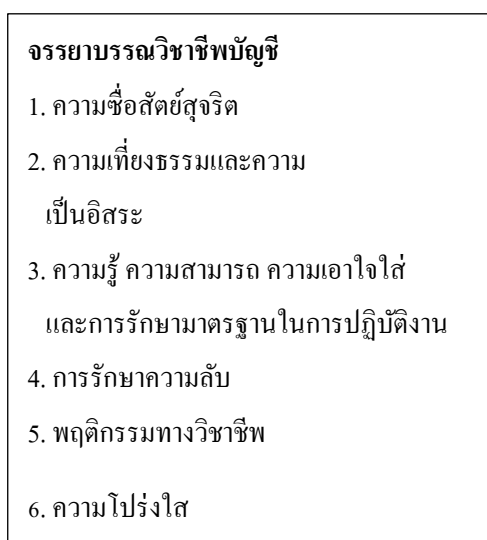 จรรยาบรรณวิชาชีพบัญชี
1. ความซื่อสัตย์สุจริต
2. ความเที่ยงธรรมและความ
เป็นอิสระ
3. ความรู้ ความสามารถ ความเอาใจใส่
และการรักษามาตรฐานในการปฏิบัติงาน
4. การรักษาความลับ
5. พฤติกรรมทางวิชาชีพ
6. ความโปร่งใส